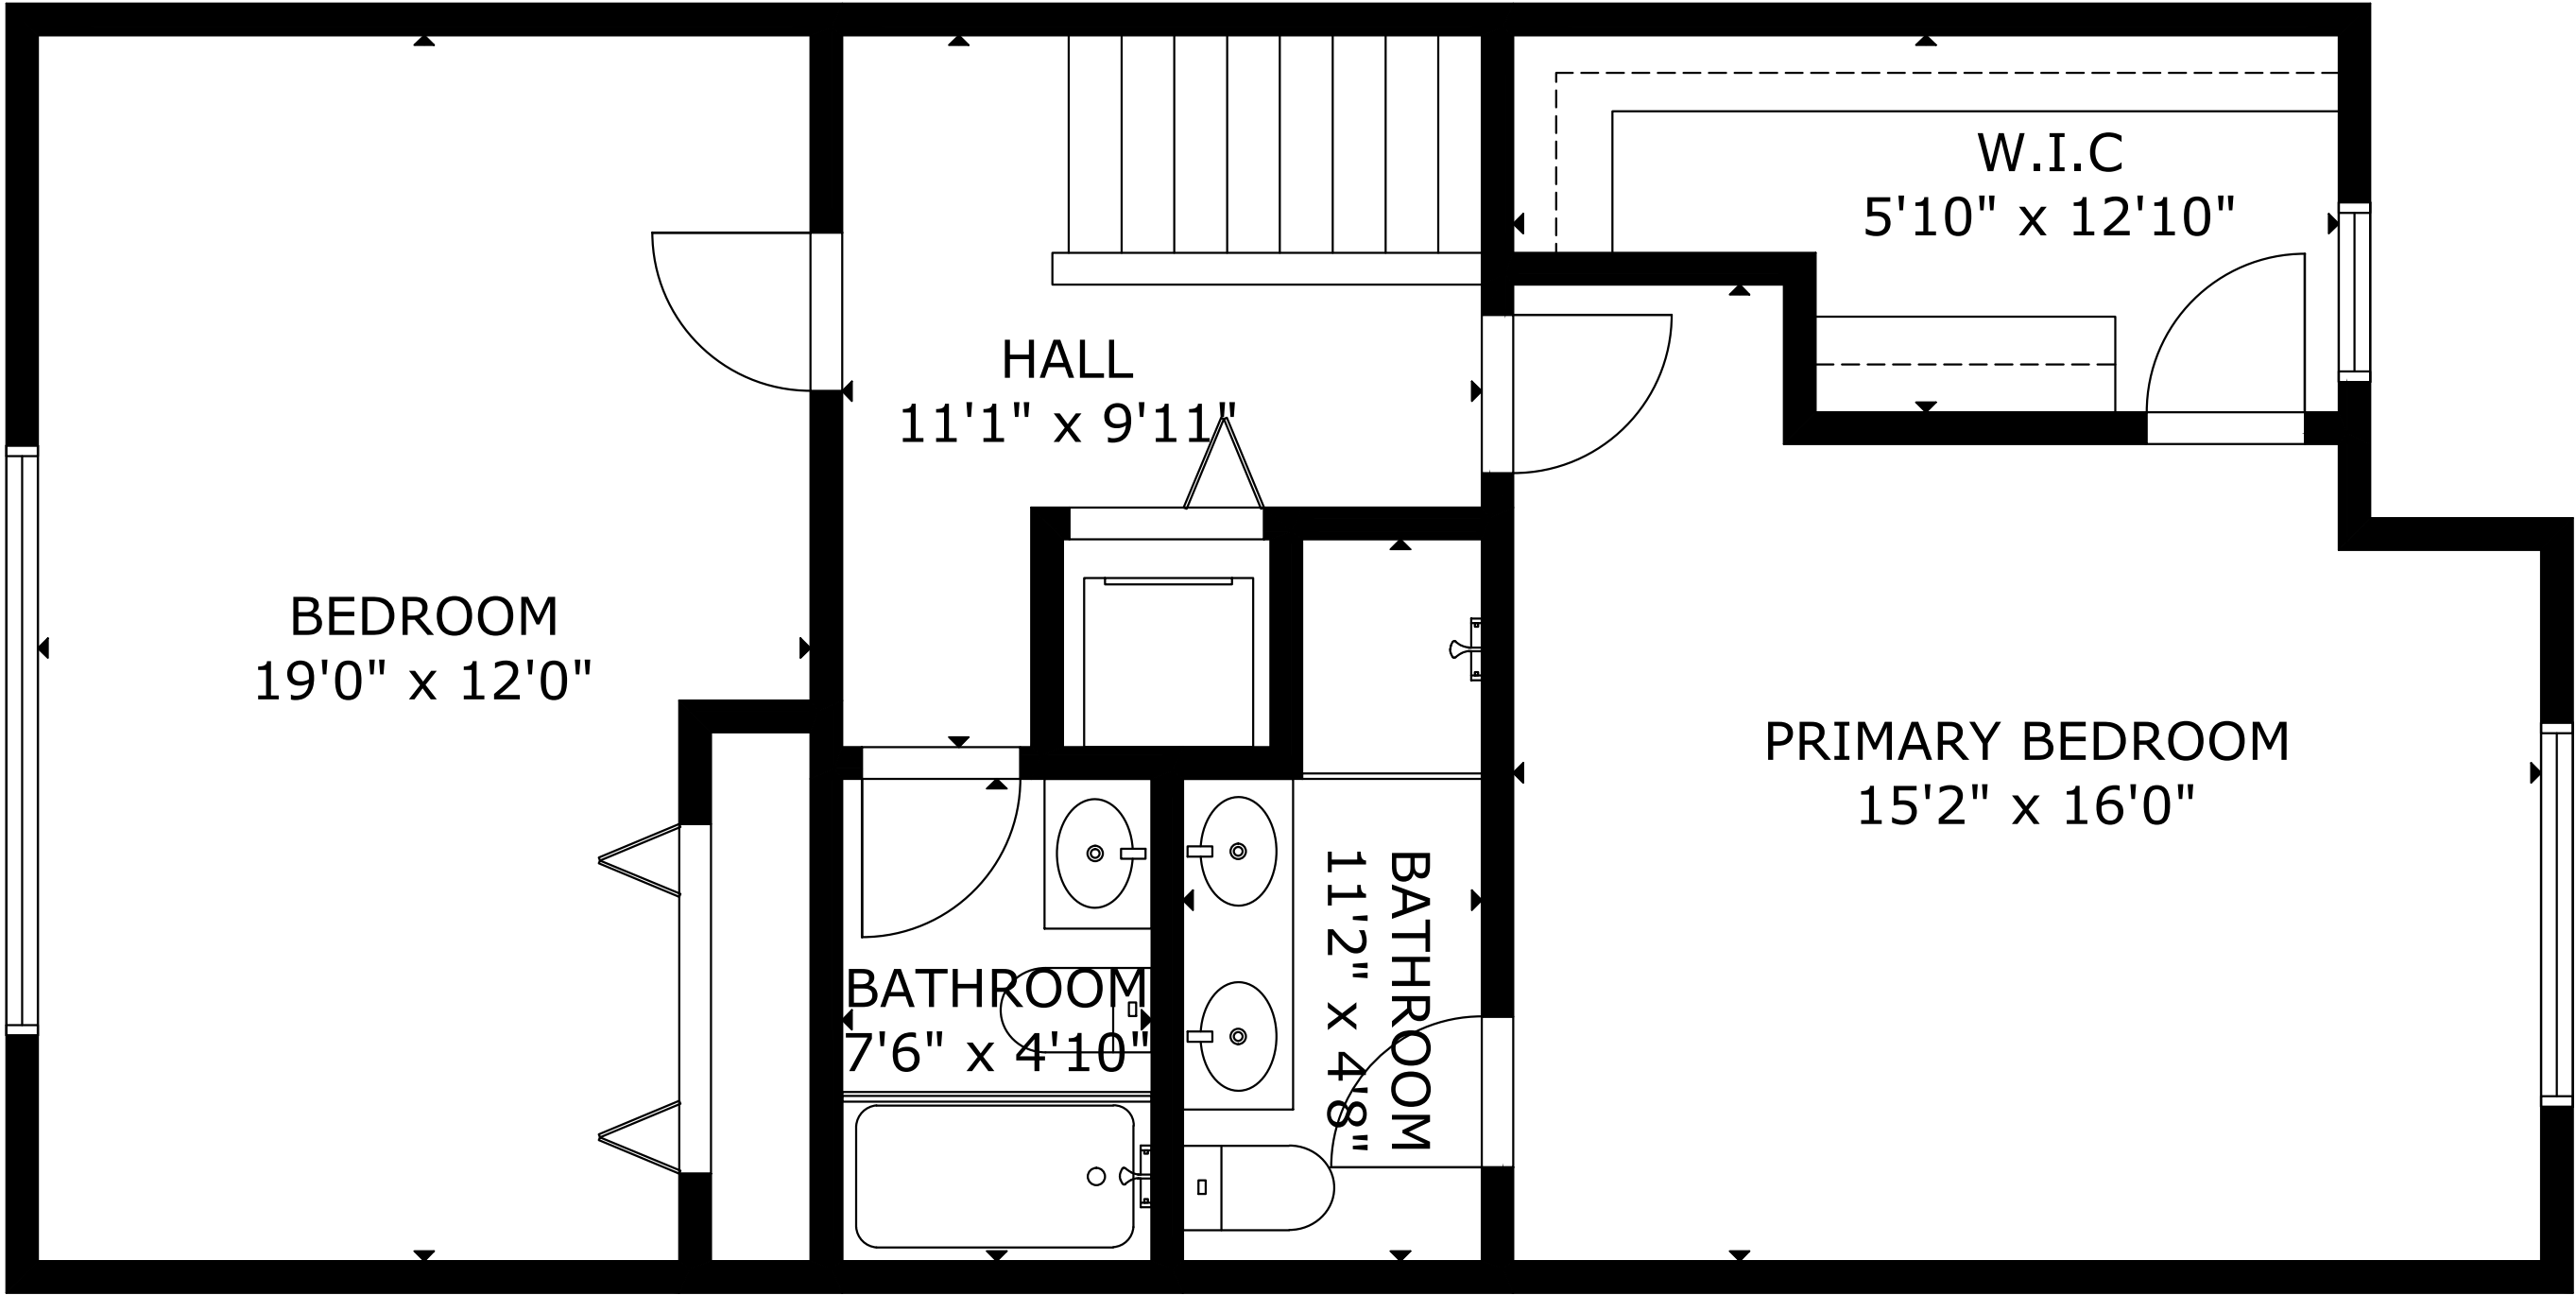 W.I.C
5'10" x 12'10"
HALL
11'1" x 9'11"
BEDROOM
19'0" x 12'0"
PRIMARY BEDROOM
15'2" x 16'0"
BATHROOM
7'6" x 4'10"
BATHROOM
11'2" x 4'8"